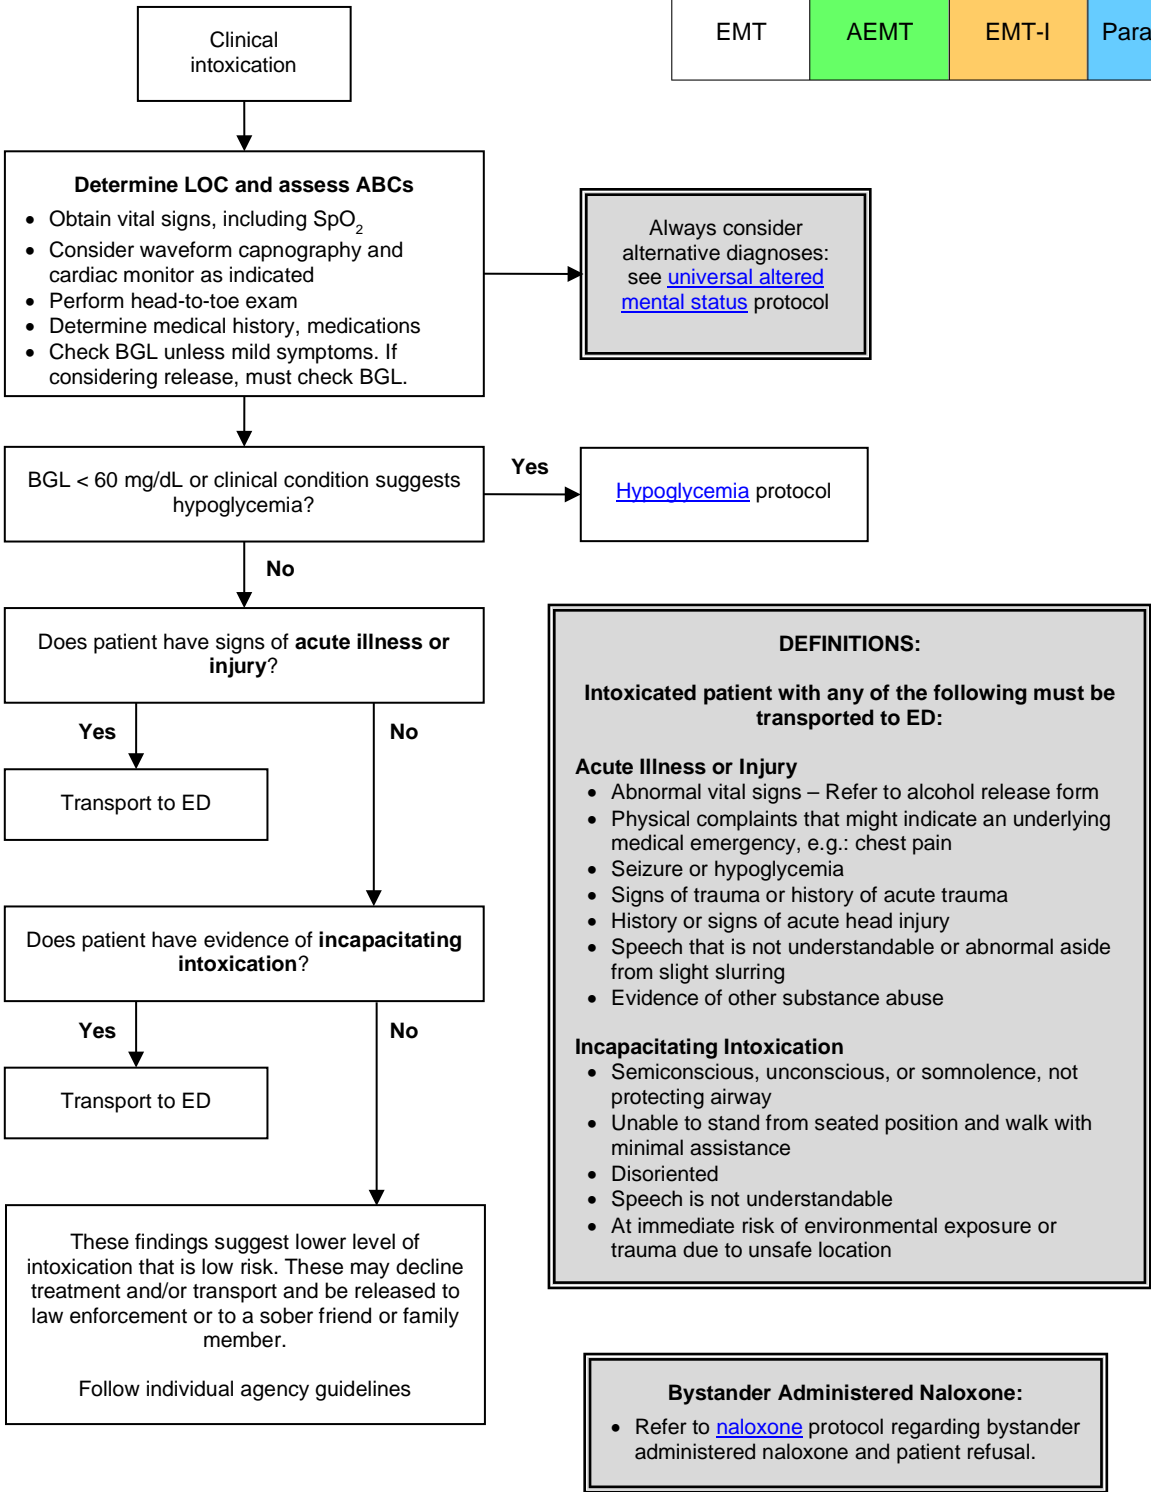 EMT
AEMT
EMT-I
Para
Clinical
intoxication
Determine LOC and assess ABCs
• Obtain vital signs, including SpO2
• Consider waveform capnography and
cardiac monitor as indicated
• Perform head-to-toe exam
• Determine medical history, medications
• Check BGL unless mild symptoms. If
considering release, must check BGL.
Always consider
alternative diagnoses:
see universal altered
mental status protocol
BGL < 60 mg/dL or clinical condition suggests
hypoglycemia?
Yes
Hypoglycemia protocol
No
Does patient have signs of acute illness or
injury?
Yes
No
Transport to ED
Does patient have evidence of incapacitating
intoxication?
Yes
No
Transport to ED
These findings suggest lower level of
intoxication that is low risk. These may decline
treatment and/or transport and be released to
law enforcement or to a sober friend or family
member.
Follow individual agency guidelines
DEFINITIONS:
Intoxicated patient with any of the following must be
transported to ED:
Acute Illness or Injury
• Abnormal vital signs – Refer to alcohol release form
• Physical complaints that might indicate an underlying
medical emergency, e.g.: chest pain
• Seizure or hypoglycemia
• Signs of trauma or history of acute trauma
• History or signs of acute head injury
• Speech that is not understandable or abnormal aside
from slight slurring
• Evidence of other substance abuse
Incapacitating Intoxication
• Semiconscious, unconscious, or somnolence, not
protecting airway
• Unable to stand from seated position and walk with
minimal assistance
• Disoriented
• Speech is not understandable
• At immediate risk of environmental exposure or
trauma due to unsafe location
Bystander Administered Naloxone:
• Refer to naloxone protocol regarding bystander
administered naloxone and patient refusal.